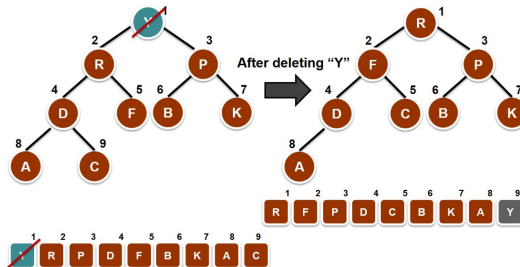 1
Y
2
R
3
P
4
D
5
F
6
B
7
K
8
A
9
C
After deleting "Y"
1
R
2
F
3
P
4
D
5
C
6
B
7
K
8
A
1 2 3 4 5 6 7 8 9
R F P D C B K A Y
1 2 3 4 5 6 7 8 9
Y R P D F B K A C